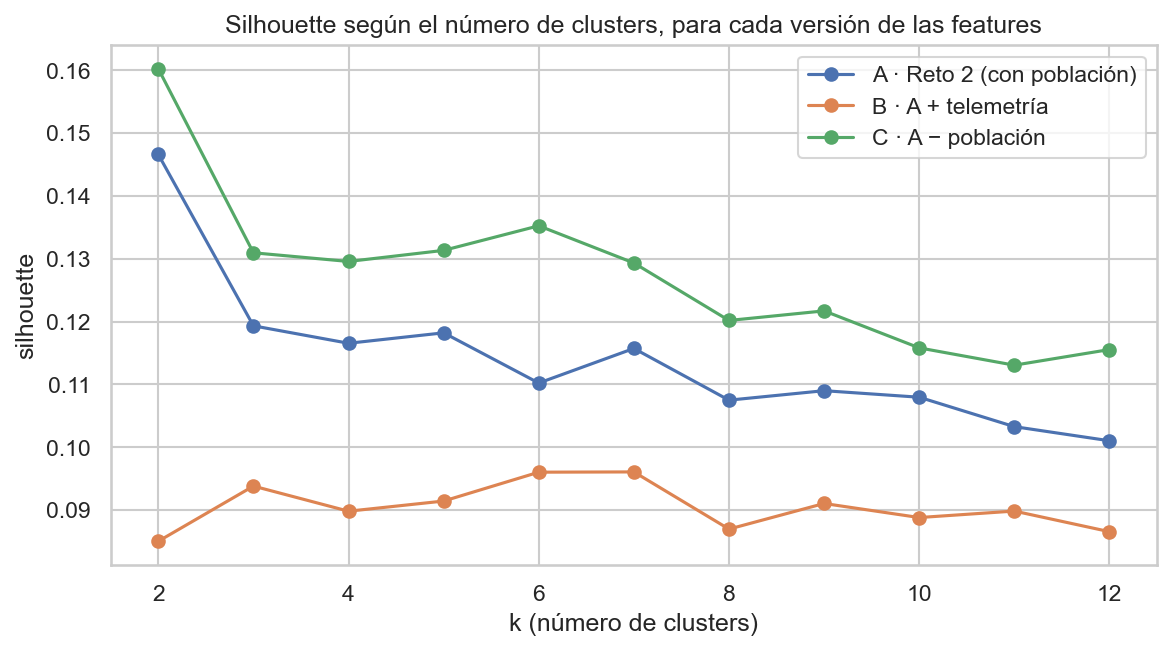 Silhouette según el número de clusters, para cada versión de las features
A · Reto 2 (con población)
B · A + telemetría
C · A − población
silhouette
0.16
0.15
0.14
0.13
0.12
0.11
0.10
0.09
2 4 6 8 10 12
k (número de clusters)